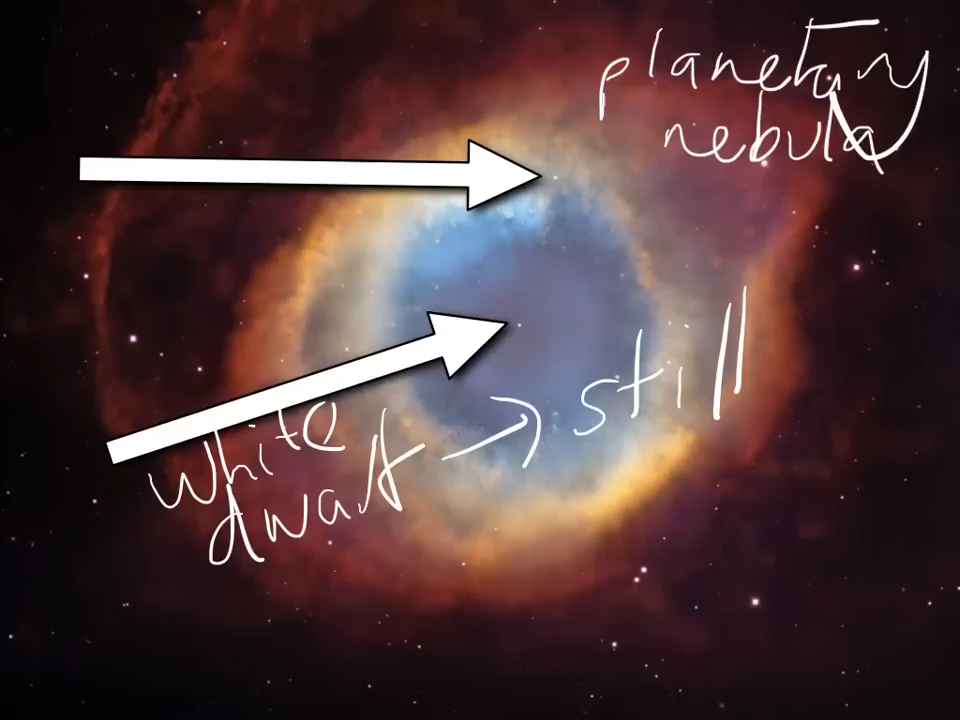 planetary
nebula
white
dwarf → still